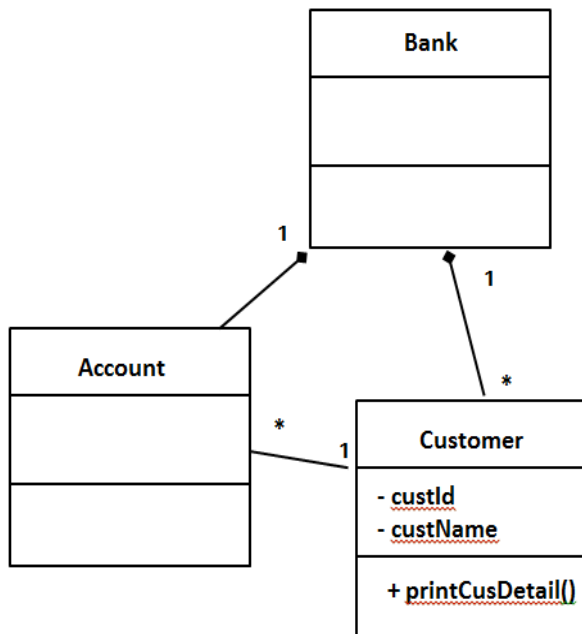 Bank
1
1
Account
*
*
1
Customer
- custId
- custName
+ printCusDetail()